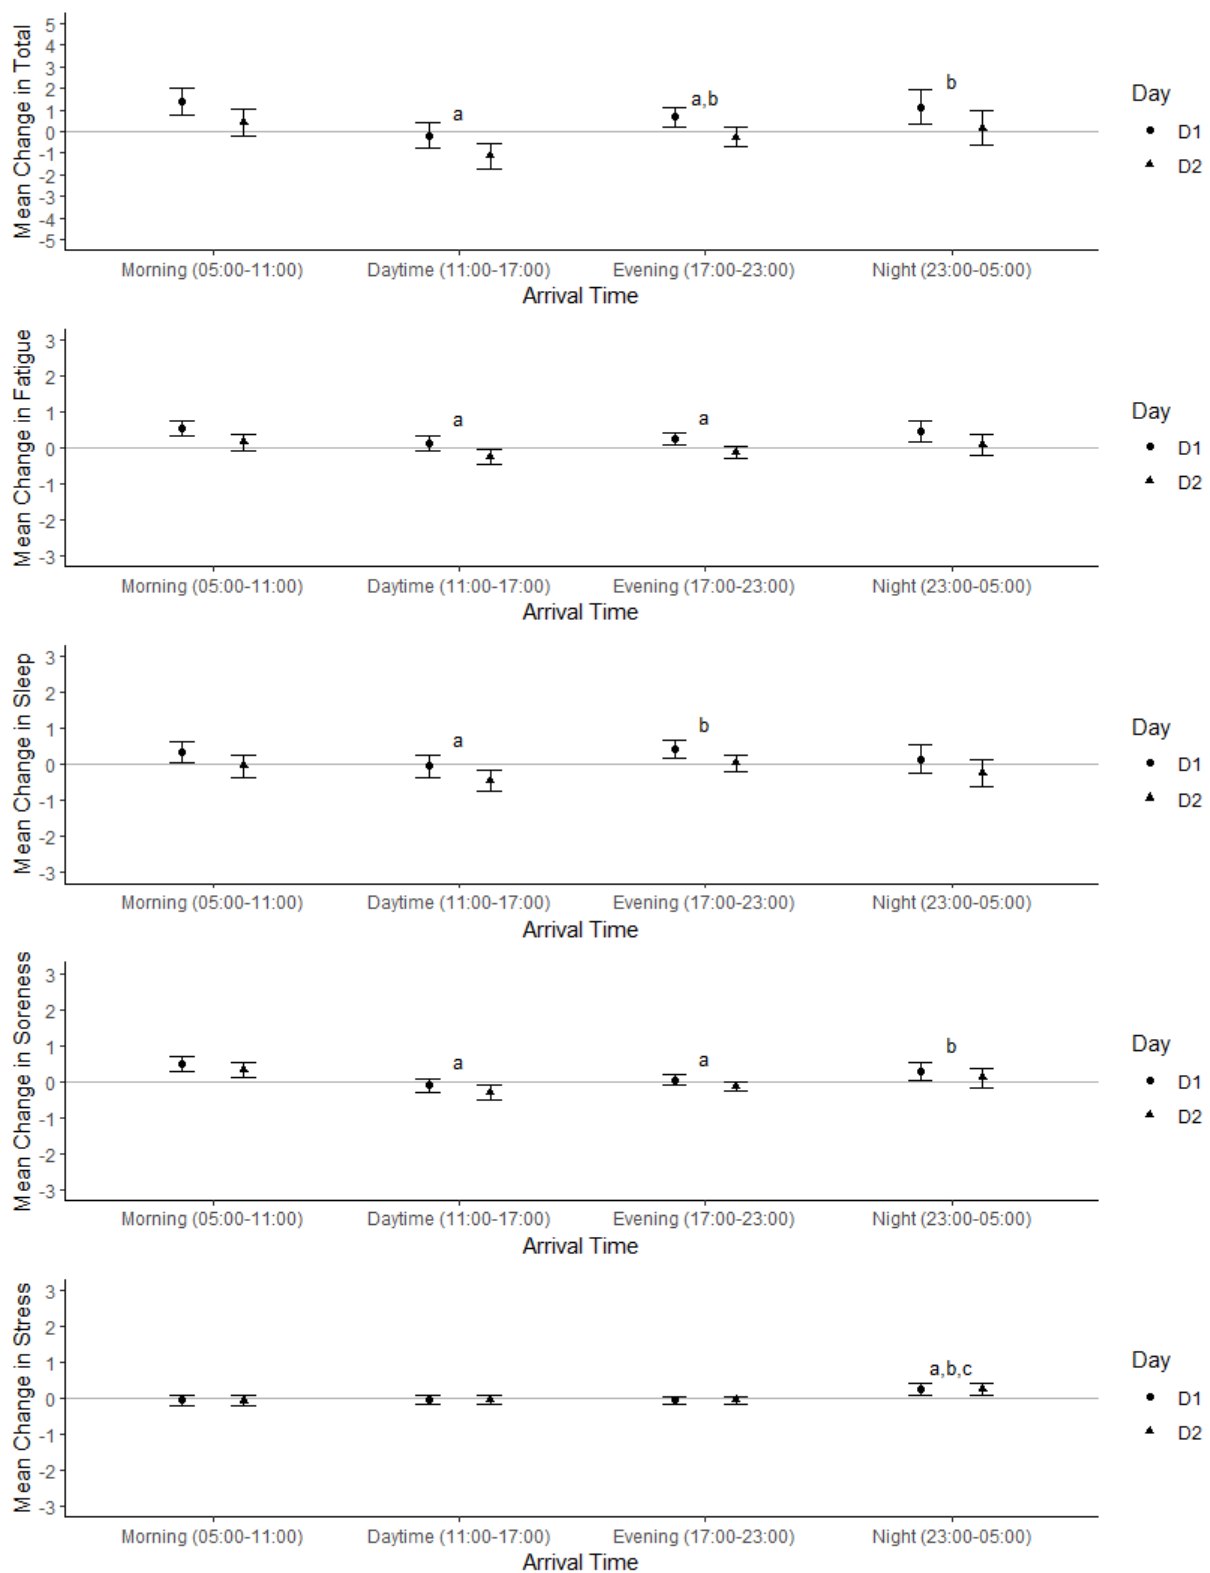 Mean Change in Total
5
4
3
2
1
0
-1
-2
-3
-4
-5
a
a,b
b
Morning (05:00-11:00) Daytime (11:00-17:00) Evening (17:00-23:00) Night (23:00-05:00)
Arrival Time
Day
D1
D2
Mean Change in Fatigue
3
2
1
0
-1
-2
-3
a
a
Morning (05:00-11:00) Daytime (11:00-17:00) Evening (17:00-23:00) Night (23:00-05:00)
Arrival Time
Day
D1
D2
Mean Change in Sleep
3
2
1
0
-1
-2
-3
a
b
Morning (05:00-11:00) Daytime (11:00-17:00) Evening (17:00-23:00) Night (23:00-05:00)
Arrival Time
Day
D1
D2
Mean Change in Soreness
3
2
1
0
-1
-2
-3
a
a
b
Morning (05:00-11:00) Daytime (11:00-17:00) Evening (17:00-23:00) Night (23:00-05:00)
Arrival Time
Day
D1
D2
Mean Change in Stress
3
2
1
0
-1
-2
-3
a,b,c
Morning (05:00-11:00) Daytime (11:00-17:00) Evening (17:00-23:00) Night (23:00-05:00)
Arrival Time
Day
D1
D2